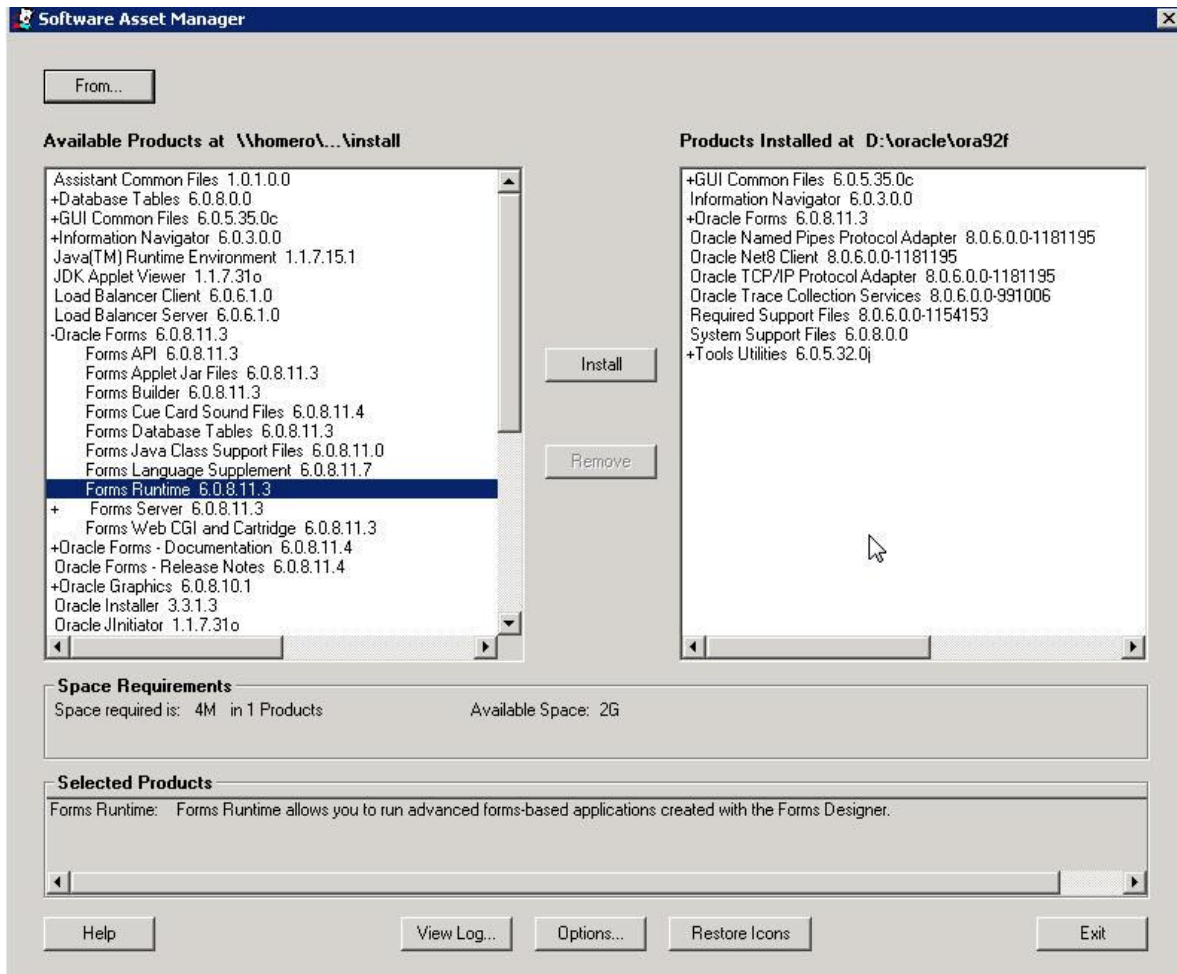 Software Asset Manager
From...
Available Products at \\homero\...\install
Assistant Common Files 1.0.1.0.0
+Database Tables 6.0.8.0.0
+GUI Common Files 6.0.5.35.0c
+Information Navigator 6.0.3.0.0
Java(TM) Runtime Environment 1.1.7.15.1
JDK Applet Viewer 1.1.7.31o
Load Balancer Client 6.0.6.1.0
Load Balancer Server 6.0.6.1.0
-Oracle Forms 6.0.8.11.3
Forms API 6.0.8.11.3
Forms Applet Jar Files 6.0.8.11.3
Forms Builder 6.0.8.11.3
Forms Cue Card Sound Files 6.0.8.11.4
Forms Database Tables 6.0.8.11.3
Forms Java Class Support Files 6.0.8.11.0
Forms Language Supplement 6.0.8.11.7
Forms Runtime 6.0.8.11.3
+ Forms Server 6.0.8.11.3
Forms Web CGI and Cartridge 6.0.8.11.3
+Oracle Forms - Documentation 6.0.8.11.4
Oracle Forms - Release Notes 6.0.8.11.4
+Oracle Graphics 6.0.8.10.1
Oracle Installer 3.3.1.3
Oracle JInitiator 1.1.7.31o
Install
Remove
Products Installed at D:\oracle\ora92f
+GUI Common Files 6.0.5.35.0c
Information Navigator 6.0.3.0.0
+Oracle Forms 6.0.8.11.3
Oracle Named Pipes Protocol Adapter 8.0.6.0.0-1181195
Oracle Net8 Client 8.0.6.0.0-1181195
Oracle TCP/IP Protocol Adapter 8.0.6.0.0-1181195
Oracle Trace Collection Services 8.0.6.0.0-991006
Required Support Files 8.0.6.0.0-1154153
System Support Files 6.0.8.0.0
+Tools Utilities 6.0.5.32.0j
Space Requirements
Space required is: 4M in 1 Products Available Space: 2G
Selected Products
Forms Runtime: Forms Runtime allows you to run advanced forms-based applications created with the Forms Designer.
Help
View Log...
Options...
Restore Icons
Exit